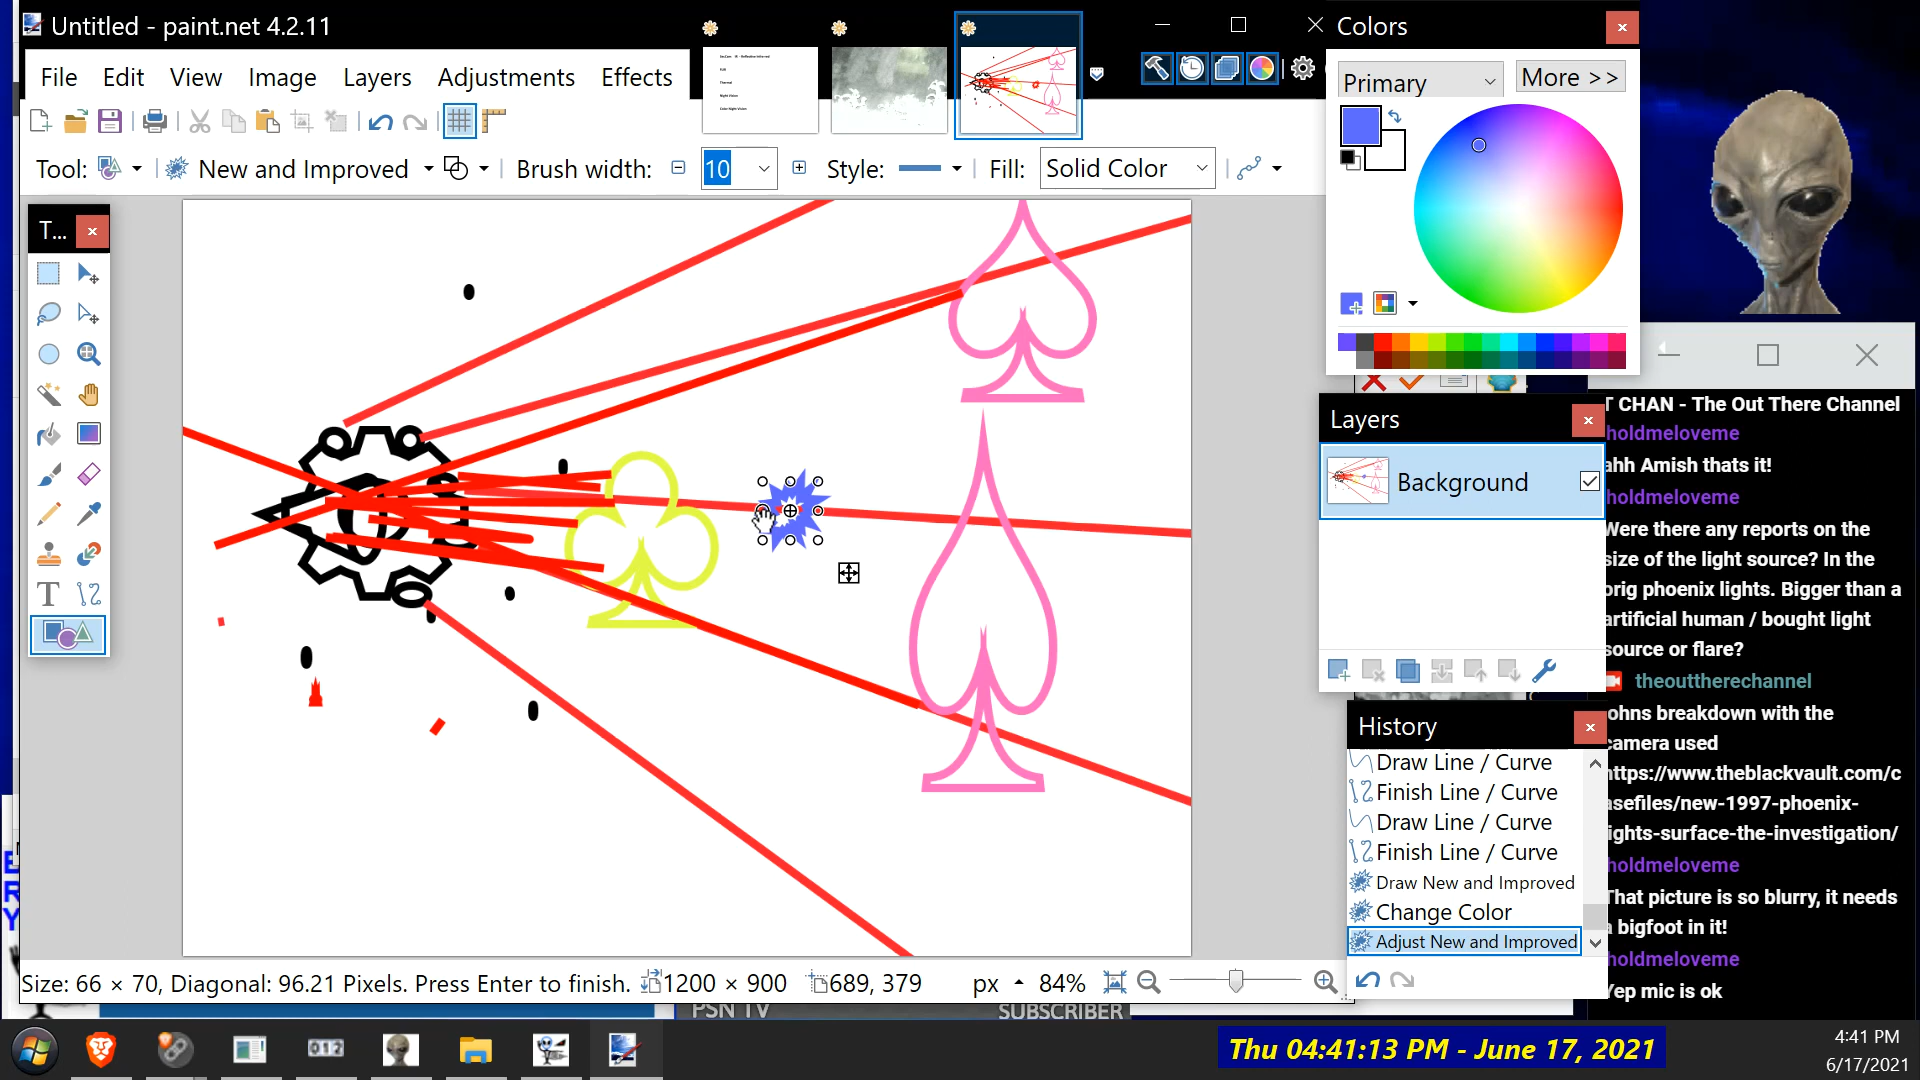 Untitled - paint.net 4.2.11
File Edit View Image Layers Adjustments Effects
Tool: New and Improved Brush width: 10 Style: Fill: Solid Color
T...
Colors
Primary More >>
Layers
Background
History
Draw Line / Curve
Finish Line / Curve
Draw Line / Curve
Finish Line / Curve
Draw New and Improved
Change Color
Adjust New and Improved
Size: 66 × 70, Diagonal: 96.21 Pixels. Press Enter to finish. 1200 × 900 689, 379 px 84%
T CHAN - The Out There Channel
holdmeloveme
ahh Amish thats it!
holdmeloveme
Were there any reports on the
size of the light source? In the
orig phoenix lights. Bigger than a
artificial human / bought light
source or flare?
theouttherechannel
johns breakdown with the
camera used
https://www.theblackvault.com/c
asefiles/new-1997-phoenix-
lights-surface-the-investigation/
holdmeloveme
That picture is so blurry, it needs
a bigfoot in it!
holdmeloveme
Yep mic is ok
PSN TV SUBSCRIBER
012
Thu 04:41:13 PM - June 17, 2021
4:41 PM
6/17/2021